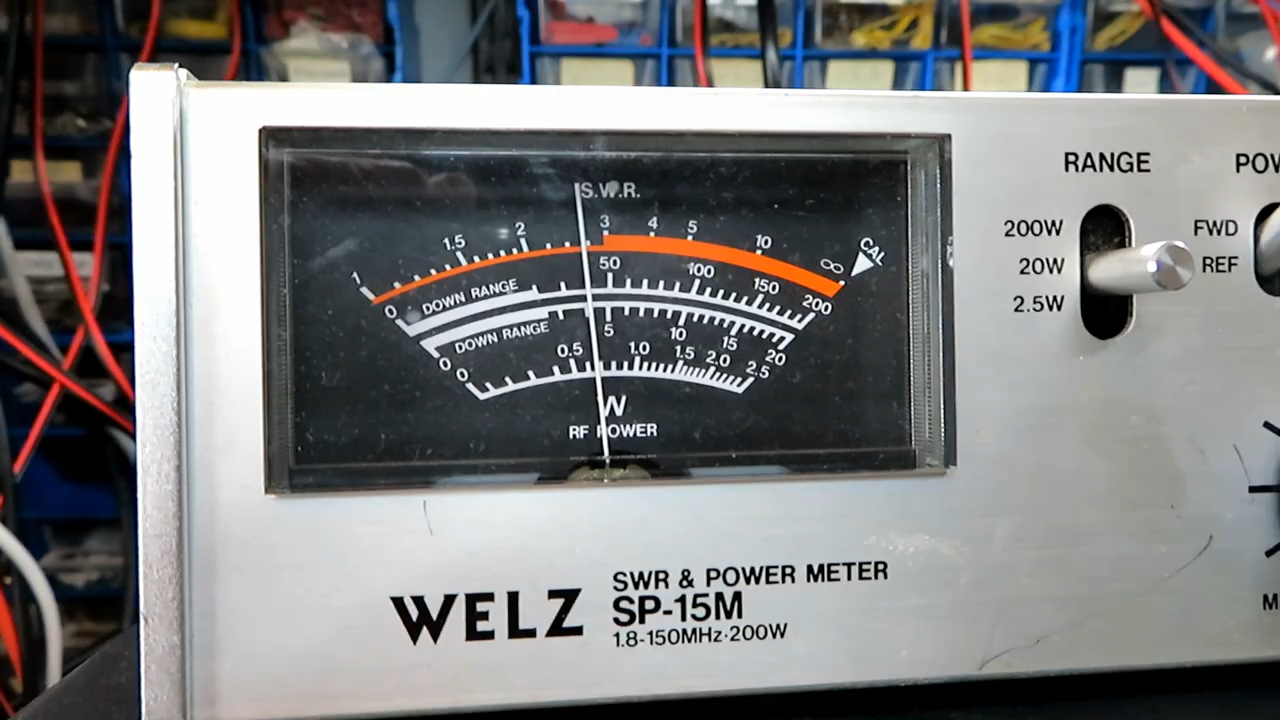 S.W.R.
1 1.5 2 3 4 5 10 ∞ CAL
0 DOWN RANGE 50 100 150 200
0 DOWN RANGE 5 10 15 20
0 0.5 1.0 1.5 2.0 2.5
W
RF POWER
RANGE
200W
20W
2.5W
POW
FWD
REF
M
WELZ
SWR & POWER METER
SP-15M
1.8-150MHz·200W